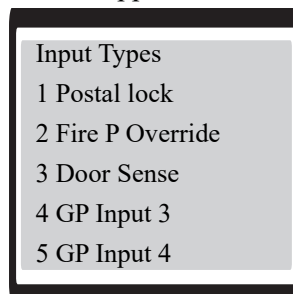 Input Types
1 Postal lock
2 Fire P Override
3 Door Sense
4 GP Input 3
5 GP Input 4